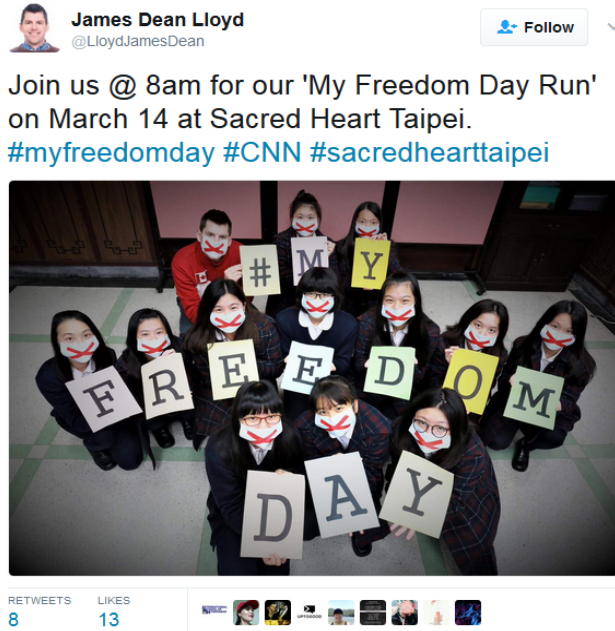 James Dean Lloyd
@LloydJamesDean
Follow
Join us @ 8am for our 'My Freedom Day Run'
on March 14 at Sacred Heart Taipei.
#myfreedomday #CNN #sacredhearttaipei
# M Y
F R E E D O M
D A Y
RETWEETS LIKES
8 13
UPTOGOOD